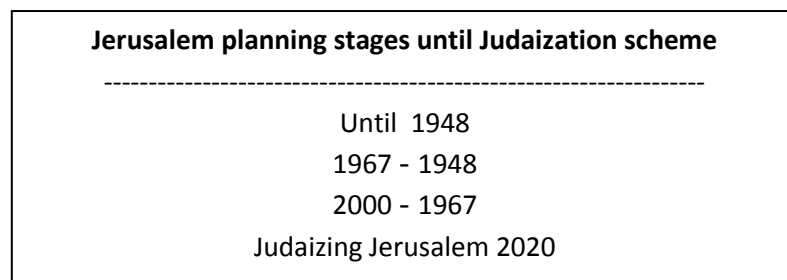 Jerusalem planning stages until Judaization scheme
-------------------------------------------------------------------
Until 1948
1967 - 1948
2000 - 1967
Judaizing Jerusalem 2020